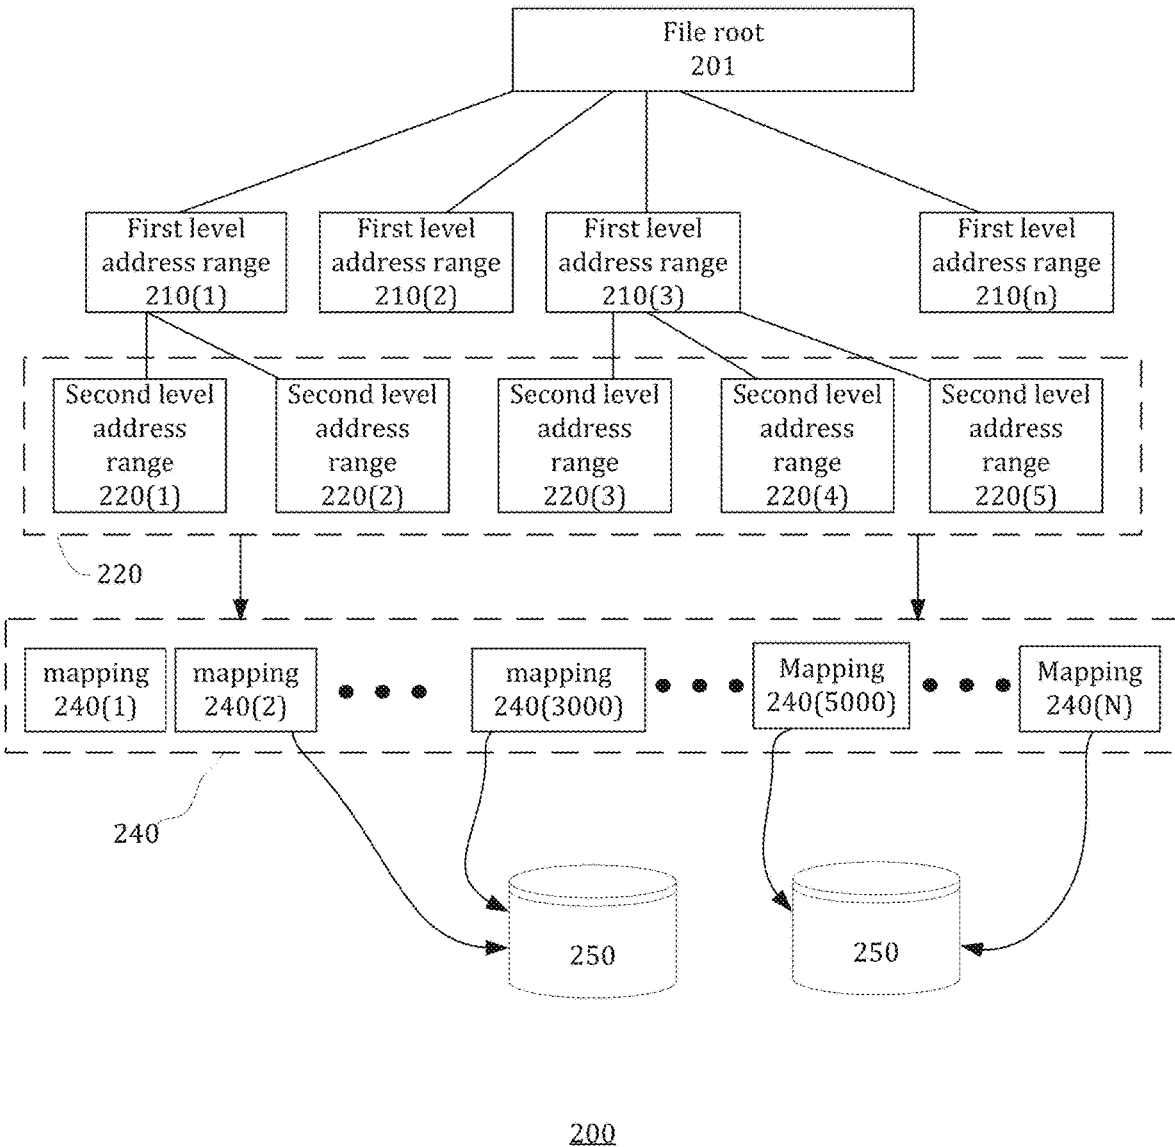 File root
201
First level
address range
210(1)
First level
address range
210(2)
First level
address range
210(3)
First level
address range
210(n)
Second level
address
range
220(1)
Second level
address
range
220(2)
Second level
address
range
220(3)
Second level
address
range
220(4)
Second level
address
range
220(5)
220
mapping
240(1)
mapping
240(2)
mapping
240(3000)
Mapping
240(5000)
Mapping
240(N)
240
250
250
200